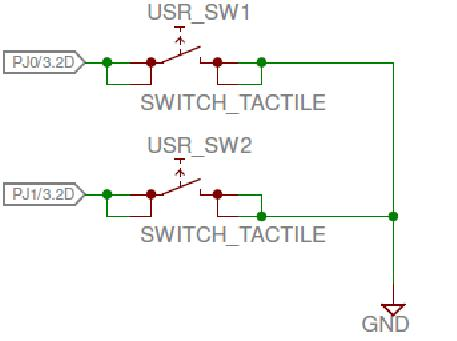 USR_SW1
PJ0/3.2D
SWITCH_TACTILE
USR_SW2
PJ1/3.2D
SWITCH_TACTILE
GND